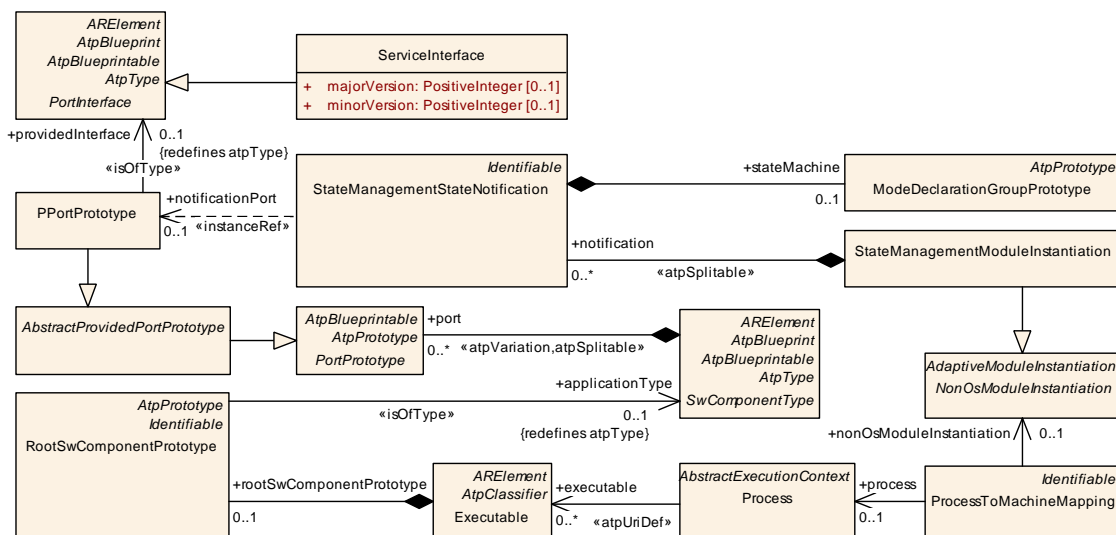 ARElement
AtpBlueprint
AtpBlueprintable
AtpType
PortInterface
ServiceInterface
+ majorVersion: PositiveInteger [0..1]
+ minorVersion: PositiveInteger [0..1]
+providedInterface
0..1
{redefines atpType}
«isOfType»
Identifiable
StateManagementStateNotification
+stateMachine
0..1
AtpPrototype
ModeDeclarationGroupPrototype
PPortPrototype
+notificationPort
0..1
«instanceRef»
+notification
0..*
«atpSplitable»
StateManagementModuleInstantiation
AbstractProvidedPortPrototype
AtpBlueprintable
AtpPrototype
PortPrototype
+port
0..*
«atpVariation,atpSplitable»
ARElement
AtpBlueprint
AtpBlueprintable
AtpType
SwComponentType
AdaptiveModuleInstantiation
NonOsModuleInstantiation
AtpPrototype
Identifiable
RootSwComponentPrototype
+applicationType
«isOfType»
0..1
{redefines atpType}
+nonOsModuleInstantiation
0..1
+rootSwComponentPrototype
0..1
ARElement
AtpClassifier
Executable
+executable
0..*
«atpUriDef»
AbstractExecutionContext
Process
+process
0..1
Identifiable
ProcessToMachineMapping